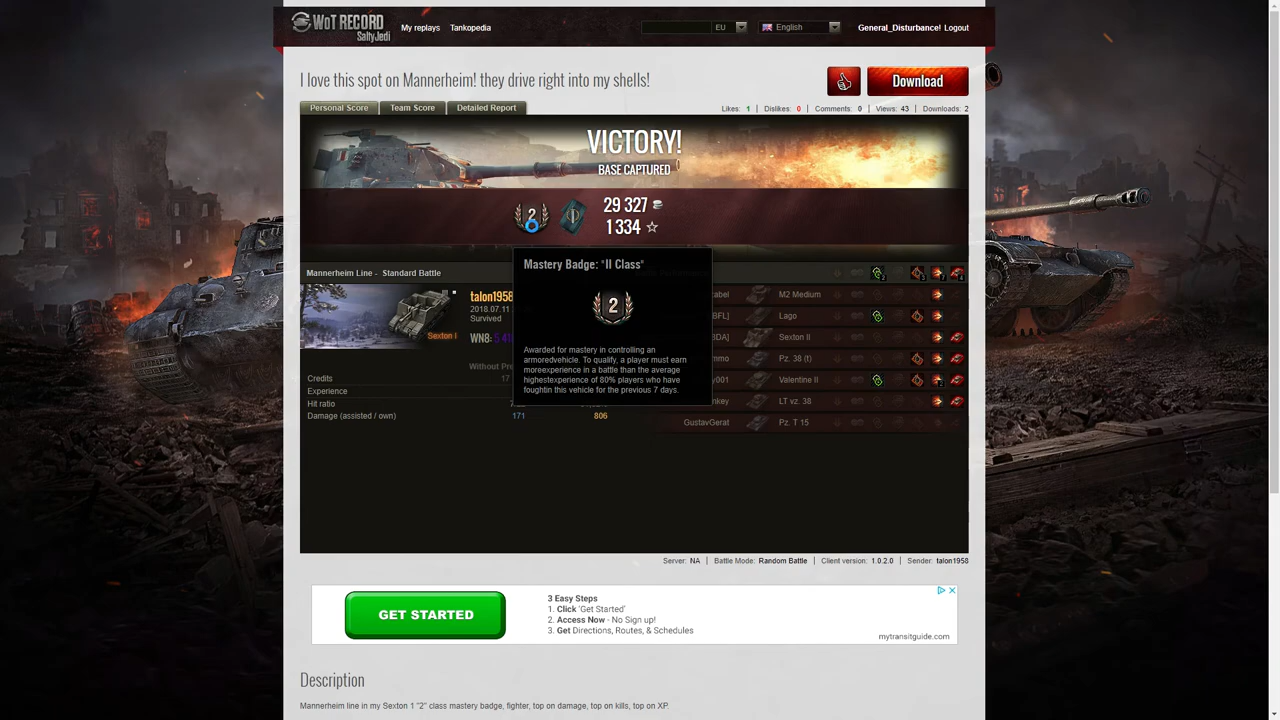 WoT RECORD
SaltyJedi
My replays
Tankopedia
EU
English
General_Disturbance! Logout
I love this spot on Mannerheim! they drive right into my shells!
Download
Personal Score
Team Score
Detailed Report
Likes: 1 | Dislikes: 0 | Comments: 0 | Views: 43 | Downloads: 2
VICTORY!
BASE CAPTURED
2
29 327
1 334
Mastery Badge: "II Class"
2
Awarded for mastery in controlling an
armoredvehicle. To qualify, a player must earn
moreexperience in a battle than the average
highestexperience of 80% players who have
foughtin this vehicle for the previous 7 days.
Mannerheim Line - Standard Battle
Sexton I
talon1958
2018.07.11
Survived
WN8:
Without
Credits 17
Experience
Hit ratio
Damage (assisted / own) 171 806
M2 Medium
BFL] Lago
BDA] Sexton II
Pz. 38 (t)
Valentine II
LT vz. 38
GustavGerat Pz. T 15
Server: NA | Battle Mode: Random Battle | Client version: 1.0.2.0 | Sender: talon1958
GET STARTED
3 Easy Steps
1. Click 'Get Started'
2. Access Now - No Sign up!
3. Get Directions, Routes, & Schedules
mytransitguide.com
Description
Mannerheim line in my Sexton 1 "2" class mastery badge, fighter, top on damage, top on kills, top on XP.